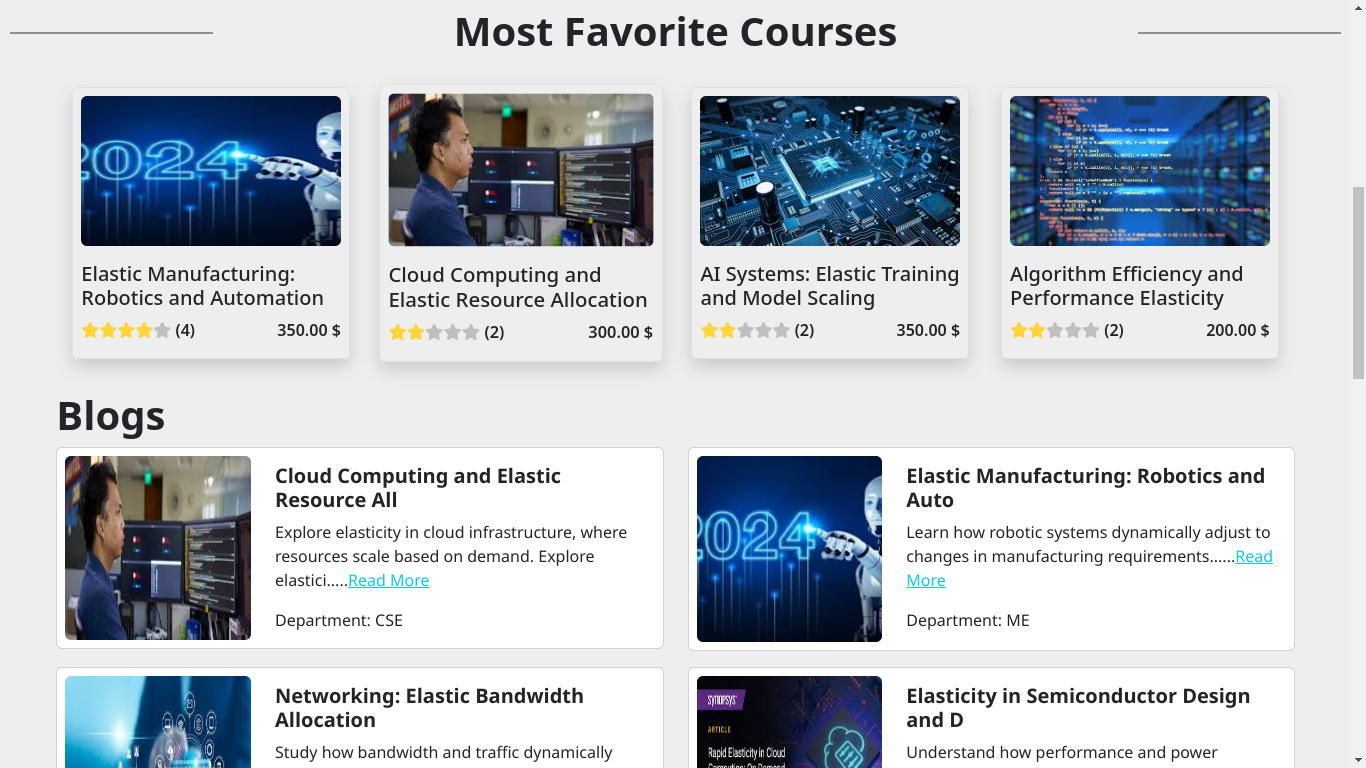 Most Favorite Courses
2024
Elastic Manufacturing:
Robotics and Automation
(4) 350.00 $
Cloud Computing and
Elastic Resource Allocation
(2) 300.00 $
AI Systems: Elastic Training
and Model Scaling
(2) 350.00 $
Algorithm Efficiency and
Performance Elasticity
(2) 200.00 $
Blogs
Cloud Computing and Elastic
Resource All
Explore elasticity in cloud infrastructure, where
resources scale based on demand. Explore
elastici.....Read More
Department: CSE
2024
Elastic Manufacturing: Robotics and
Auto
Learn how robotic systems dynamically adjust to
changes in manufacturing requirements......Read
More
Department: ME
Networking: Elastic Bandwidth
Allocation
Study how bandwidth and traffic dynamically
SYNOPSYS
ARTICLE
Rapid Elasticity in Cloud
Elasticity in Semiconductor Design
and D
Understand how performance and power